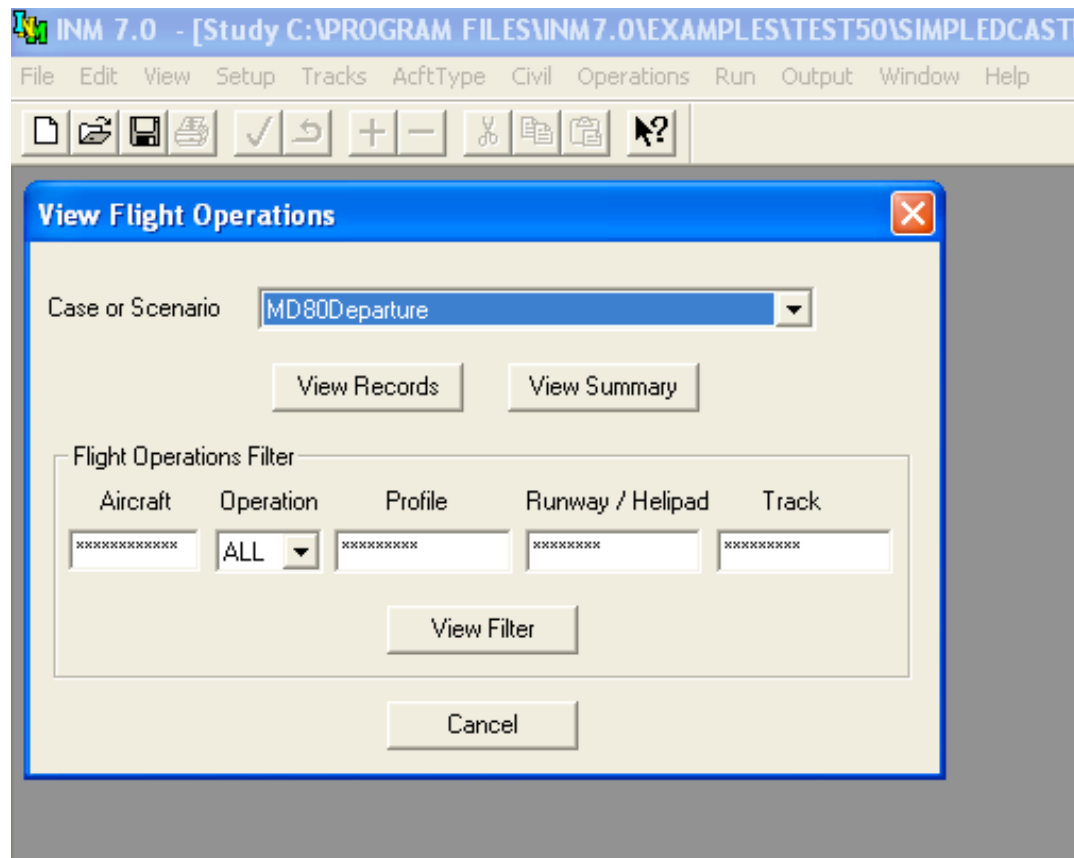 INM 7.0 - [Study C:\PROGRAM FILES\INM7.0\EXAMPLES\TEST50\SIMPLEDCAST
File Edit View Setup Tracks AcftType Civil Operations Run Output Window Help
View Flight Operations
Case or Scenario MD80Departure
View Records View Summary
Flight Operations Filter
Aircraft Operation Profile Runway / Helipad Track
************ ALL ********* ******** *********
View Filter
Cancel